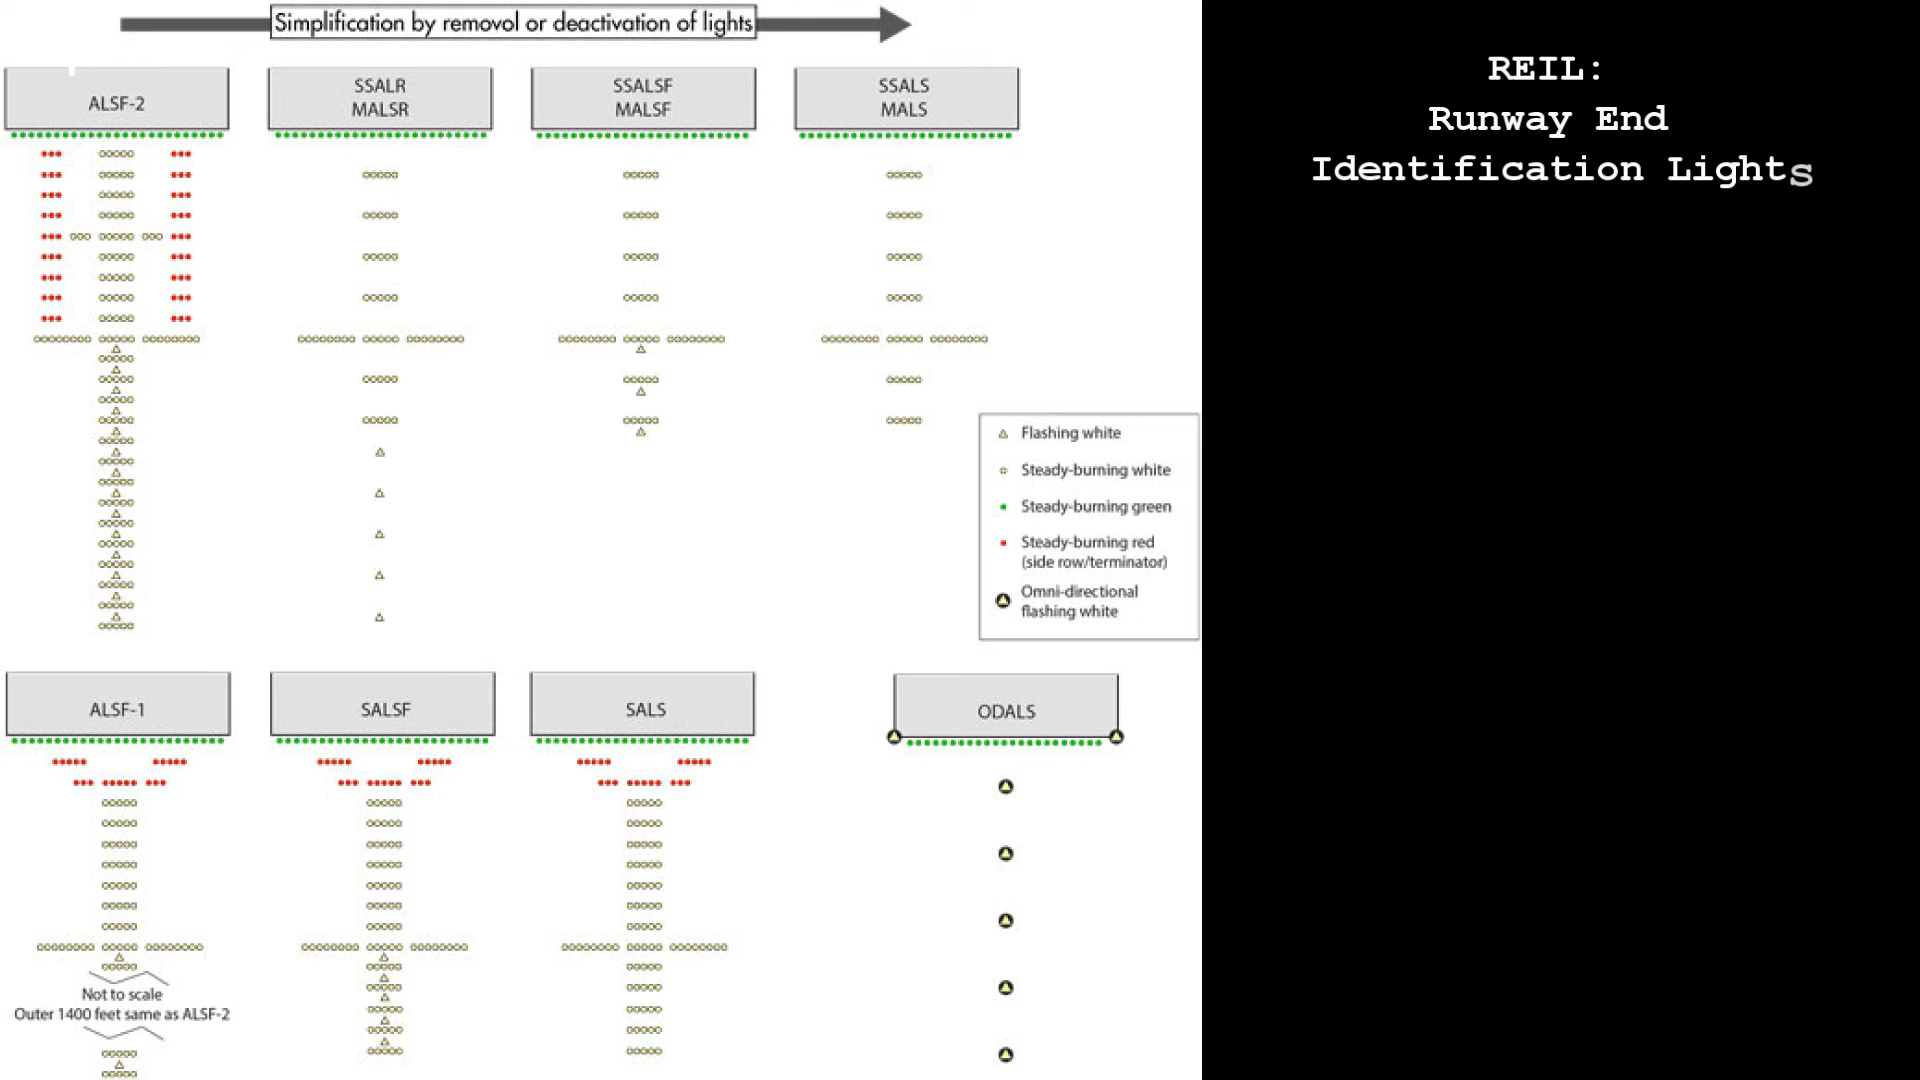 Simplification by removol or deactivation of lights
ALSF-2
SSALR
MALSR
SSALSF
MALSF
SSALS
MALS
REIL:
Runway End
Identification Lights
Flashing white
Steady-burning white
Steady-burning green
Steady-burning red
(side row/terminator)
Omni-directional
flashing white
ALSF-1
SALSF
SALS
ODALS
Not to scale
Outer 1400 feet same as ALSF-2